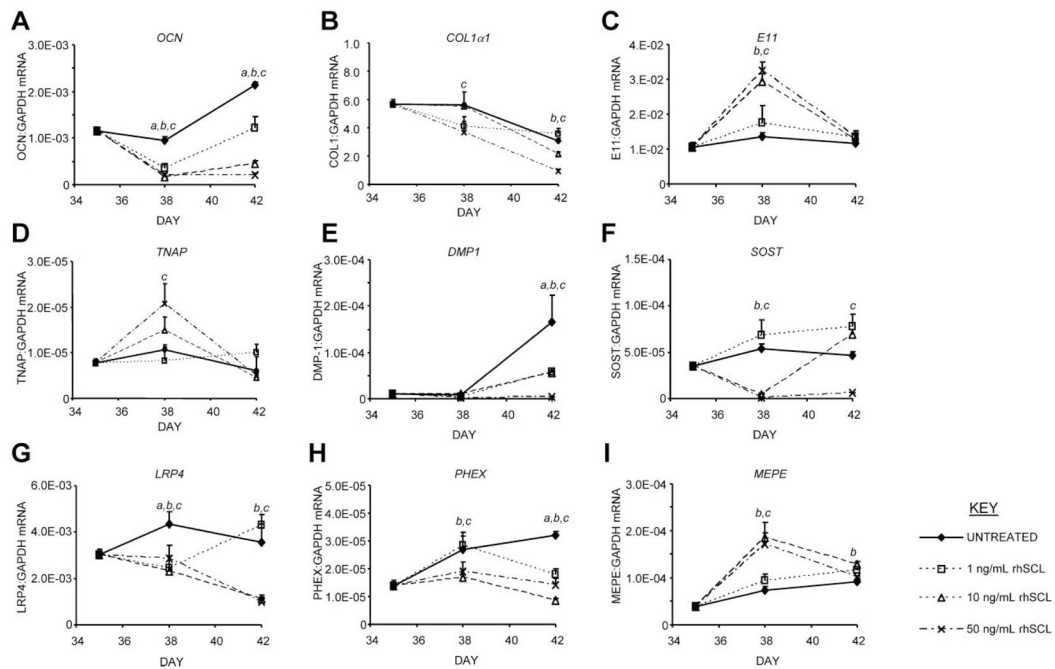 A
OCN
OCN:GAPDH mRNA
3.0E-03
2.0E-03
1.0E-03
0
a,b,c
a,b,c
34 36 38 40 42
DAY
B
COL1α1
COL1:GAPDH mRNA
1.0
8.0
6.0
4.0
2.0
0
c
b,c
34 36 38 40 42
DAY
C
E11
E11:GAPDH mRNA
4.E-02
3.E-02
2.E-02
1.E-02
0
b,c
34 36 38 40 42
DAY
D
TNAP
TNAP:GAPDH mRNA
3.0E-05
2.0E-05
1.0E-05
0
c
34 36 38 40 42
DAY
E
DMP1
DMP-1:GAPDH mRNA
3.0E-04
2.0E-04
1.0E-04
0
a,b,c
34 36 38 40 42
DAY
F
SOST
SOST:GAPDH mRNA
1.5E-04
1.0E-04
5.0E-05
0
b,c
c
34 36 38 40 42
DAY
G
LRP4
LRP4:GAPDH mRNA
6.0E-03
4.0E-03
2.0E-03
0
a,b,c
b,c
34 36 38 40 42
DAY
H
PHEX
PHEX:GAPDH mRNA
5.0E-05
4.0E-05
3.0E-05
2.0E-05
1.0E-05
0
b,c
a,b,c
34 36 38 40 42
DAY
I
MEPE
MEPE:GAPDH mRNA
3.0E-04
2.0E-04
1.0E-04
0
b,c
b
34 36 38 40 42
DAY
KEY
UNTREATED
1 ng/mL rhSCL
10 ng/mL rhSCL
50 ng/mL rhSCL